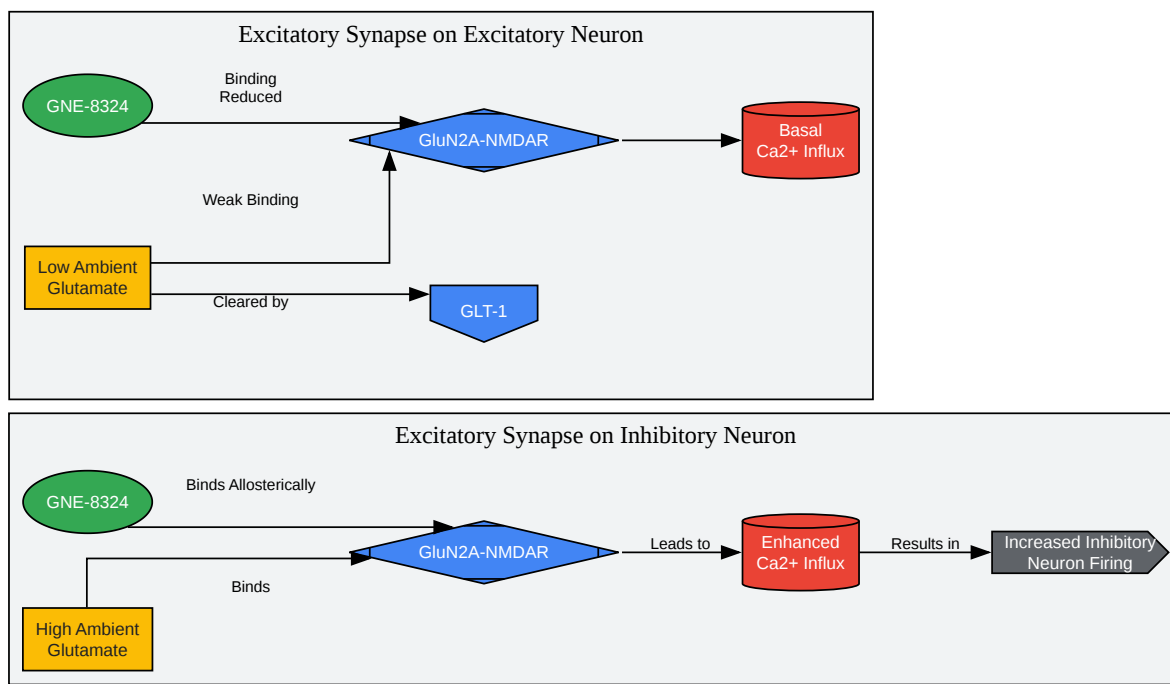 Excitatory Synapse on Excitatory Neuron
GNE-8324
Binding
Reduced
GluN2A-NMDAR
Basal
Ca2+ Influx
Weak Binding
Low Ambient
Glutamate
Cleared by
GLT-1
Excitatory Synapse on Inhibitory Neuron
GNE-8324
Binds Allosterically
GluN2A-NMDAR
Leads to
Enhanced
Ca2+ Influx
Results in
Increased Inhibitory
Neuron Firing
Binds
High Ambient
Glutamate